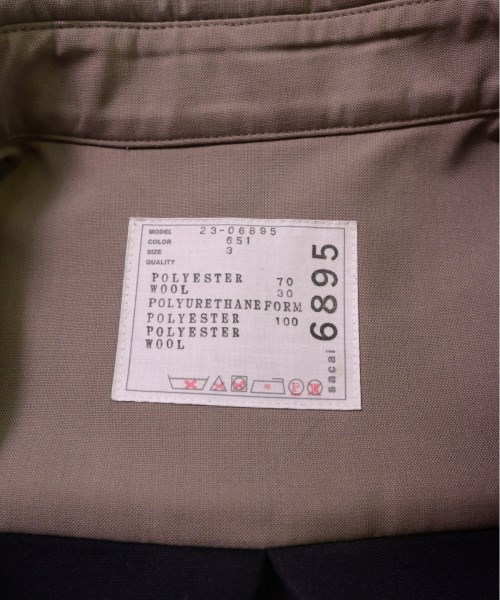 MODEL 23-06895
COLOR 651
SIZE 3
QUALITY
POLYESTER 70
WOOL 30
POLYURETHANEFORM
POLYESTER 100
POLYESTER
WOOL
P W
6895
sacai